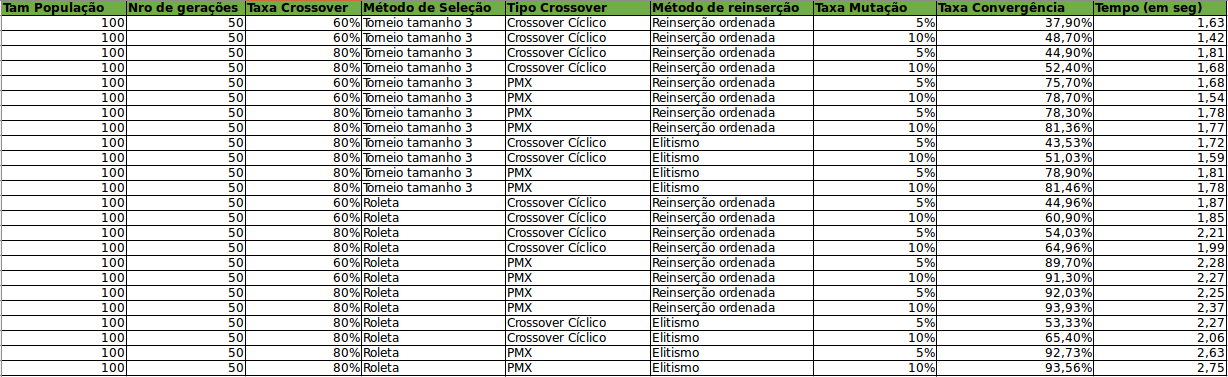 Tam População Nro de gerações Taxa Crossover Método de Seleção Tipo Crossover Método de reinserção Taxa Mutação Taxa Convergência Tempo (em seg)
100 50 60% Torneio tamanho 3 Crossover Cíclico Reinserção ordenada 5% 37,90% 1,63
100 50 60% Torneio tamanho 3 Crossover Cíclico Reinserção ordenada 10% 48,70% 1,42
100 50 80% Torneio tamanho 3 Crossover Cíclico Reinserção ordenada 5% 44,90% 1,81
100 50 80% Torneio tamanho 3 Crossover Cíclico Reinserção ordenada 10% 52,40% 1,68
100 50 60% Torneio tamanho 3 PMX Reinserção ordenada 5% 75,70% 1,68
100 50 60% Torneio tamanho 3 PMX Reinserção ordenada 10% 78,70% 1,54
100 50 80% Torneio tamanho 3 PMX Reinserção ordenada 5% 78,30% 1,78
100 50 80% Torneio tamanho 3 PMX Reinserção ordenada 10% 81,36% 1,77
100 50 80% Torneio tamanho 3 Crossover Cíclico Elitismo 5% 43,53% 1,72
100 50 80% Torneio tamanho 3 Crossover Cíclico Elitismo 10% 51,03% 1,59
100 50 80% Torneio tamanho 3 PMX Elitismo 5% 78,90% 1,81
100 50 80% Torneio tamanho 3 PMX Elitismo 10% 81,46% 1,78
100 50 60% Roleta Crossover Cíclico Reinserção ordenada 5% 44,96% 1,87
100 50 60% Roleta Crossover Cíclico Reinserção ordenada 10% 60,90% 1,85
100 50 80% Roleta Crossover Cíclico Reinserção ordenada 5% 54,03% 2,21
100 50 80% Roleta Crossover Cíclico Reinserção ordenada 10% 64,96% 1,99
100 50 60% Roleta PMX Reinserção ordenada 5% 89,70% 2,28
100 50 60% Roleta PMX Reinserção ordenada 10% 91,30% 2,27
100 50 80% Roleta PMX Reinserção ordenada 5% 92,03% 2,25
100 50 80% Roleta PMX Reinserção ordenada 10% 93,93% 2,37
100 50 80% Roleta Crossover Cíclico Elitismo 5% 53,33% 2,27
100 50 80% Roleta Crossover Cíclico Elitismo 10% 65,40% 2,06
100 50 80% Roleta PMX Elitismo 5% 92,73% 2,63
100 50 80% Roleta PMX Elitismo 10% 93,56% 2,75